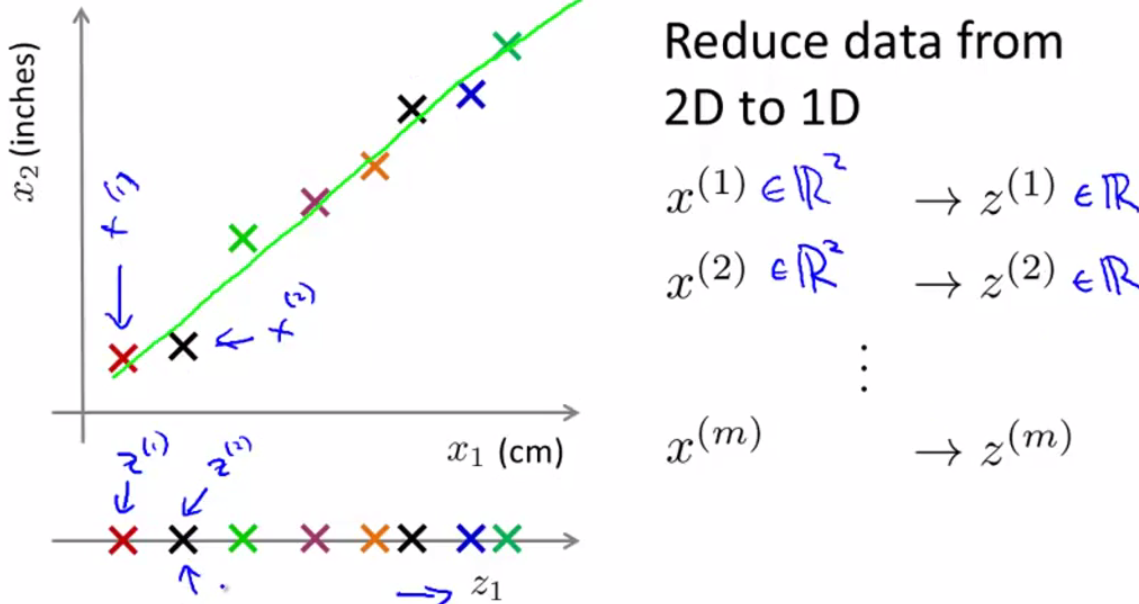 Reduce data from
2D to 1D
x₂ (inches)
x⁽¹⁾
x⁽²⁾
x₁ (cm)
z⁽¹⁾ z⁽²⁾
z₁
x⁽¹⁾ ∈ ℝ² → z⁽¹⁾ ∈ ℝ
x⁽²⁾ ∈ ℝ² → z⁽²⁾ ∈ ℝ
⋮
x⁽ᵐ⁾ → z⁽ᵐ⁾